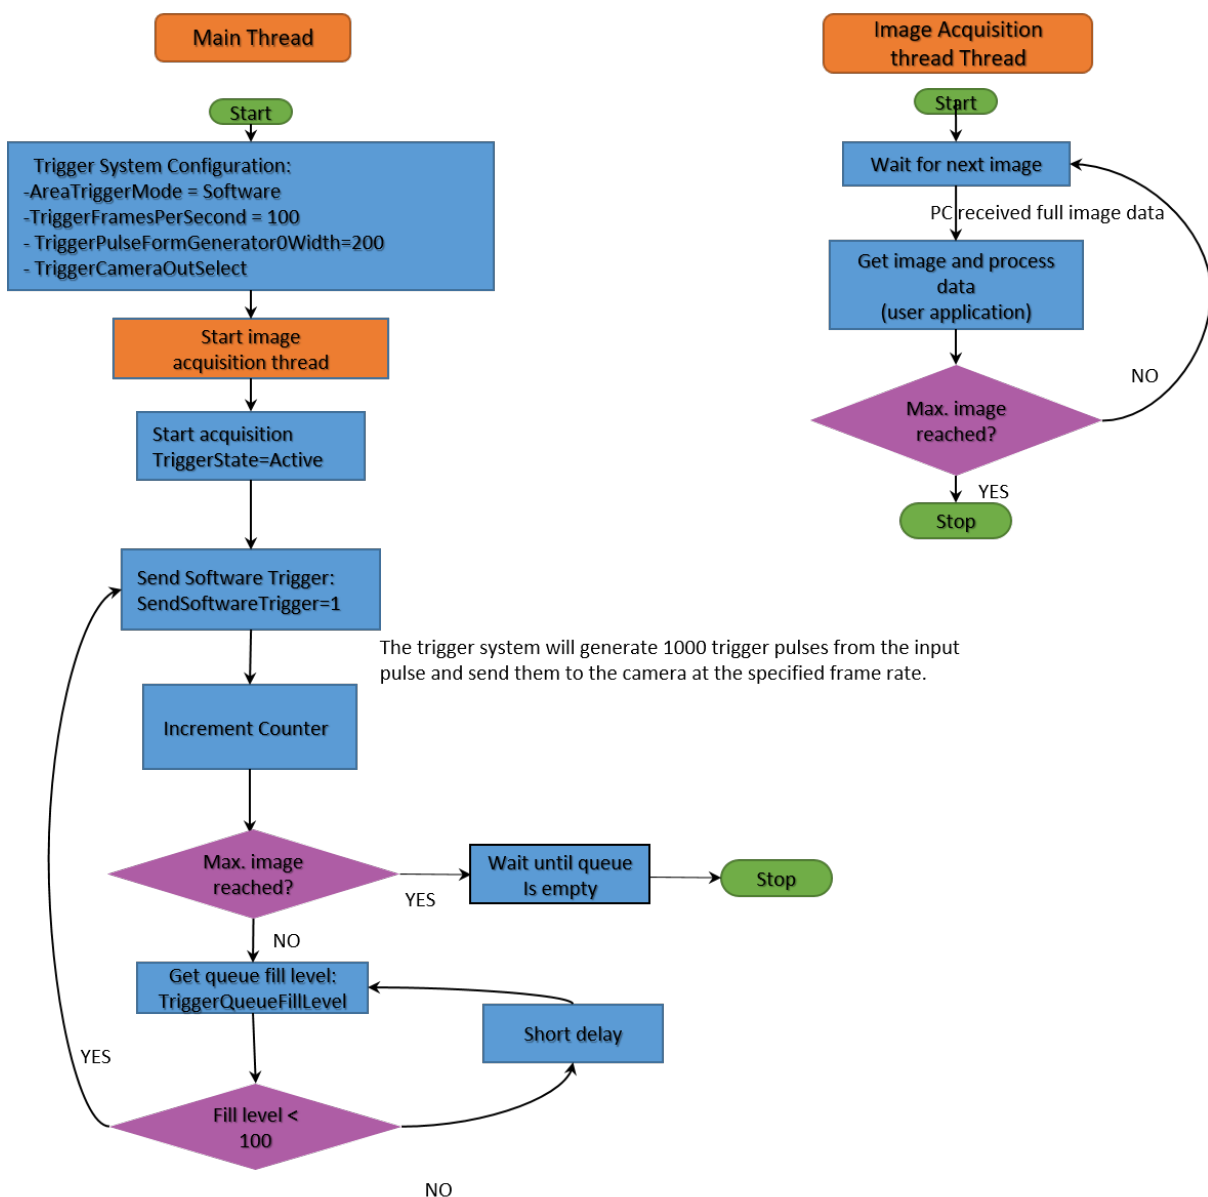 Main Thread
Start
Trigger System Configuration:
-AreaTriggerMode = Software
-TriggerFramesPerSecond = 100
- TriggerPulseFormGenerator0Width=200
- TriggerCameraOutSelect
Start image
acquisition thread
Start acquisition
TriggerState=Active
Send Software Trigger:
SendSoftwareTrigger=1
The trigger system will generate 1000 trigger pulses from the input
pulse and send them to the camera at the specified frame rate.
Increment Counter
Max. image
reached?
YES
Wait until queue
Is empty
Stop
NO
Get queue fill level:
TriggerQueueFillLevel
Short delay
YES
Fill level <
100
NO
Image Acquisition
thread Thread
Start
Wait for next image
PC received full image data
Get image and process
data
(user application)
NO
Max. image
reached?
YES
Stop